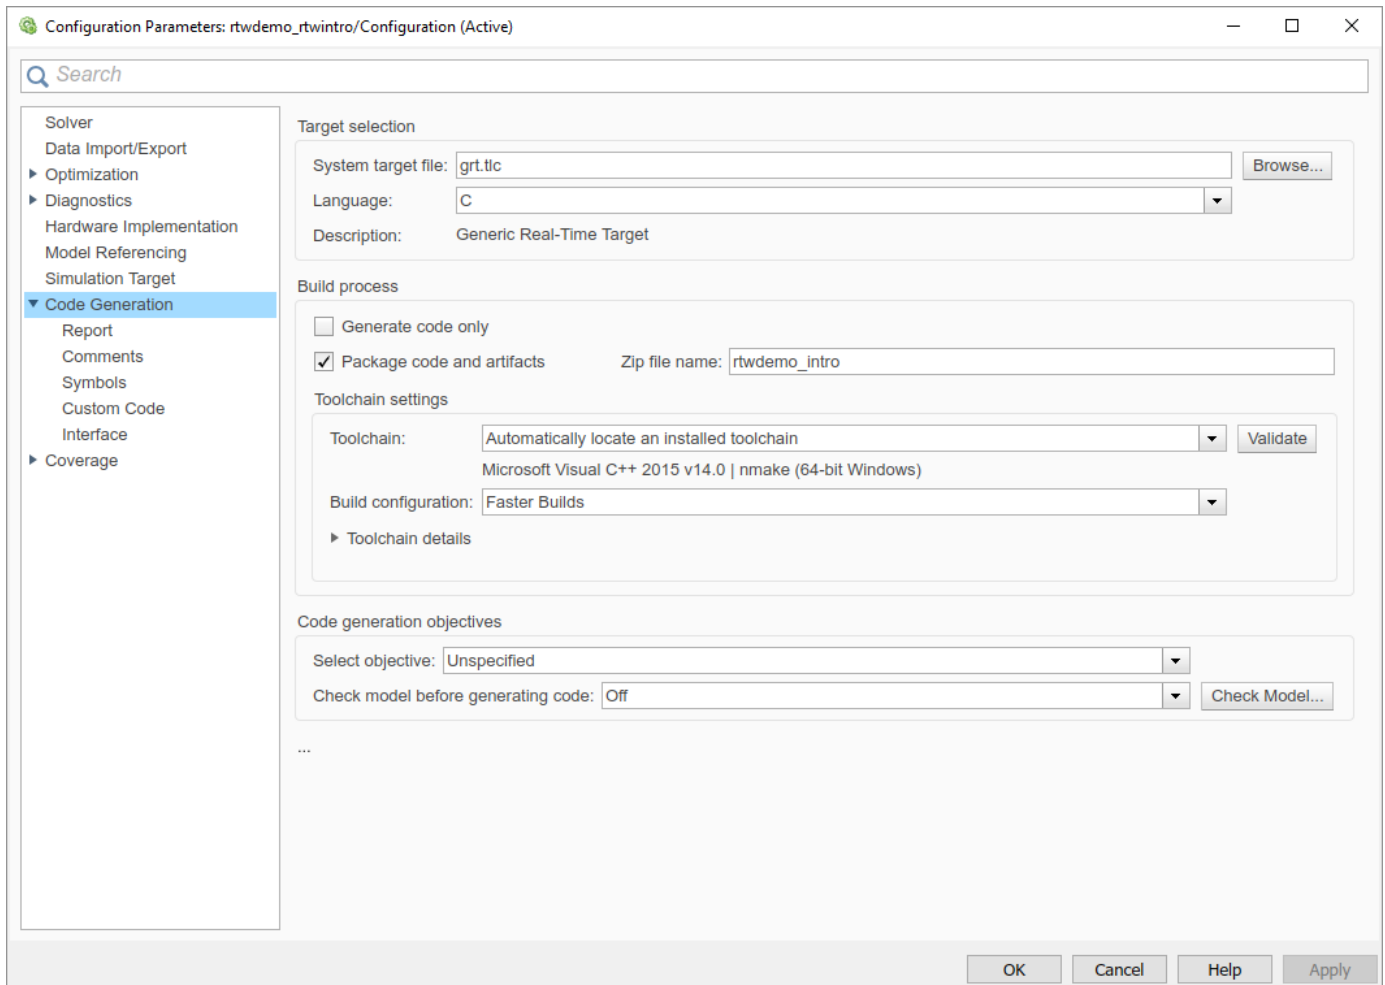 Configuration Parameters: rtwdemo_rtwintro/Configuration (Active)
Search
Solver
Data Import/Export
Optimization
Diagnostics
Hardware Implementation
Model Referencing
Simulation Target
Code Generation
Report
Comments
Symbols
Custom Code
Interface
Coverage
Target selection
System target file: grt.tlc Browse...
Language: C
Description: Generic Real-Time Target
Build process
Generate code only
Package code and artifacts Zip file name: rtwdemo_intro
Toolchain settings
Toolchain: Automatically locate an installed toolchain Validate
Microsoft Visual C++ 2015 v14.0 | nmake (64-bit Windows)
Build configuration: Faster Builds
Toolchain details
Code generation objectives
Select objective: Unspecified
Check model before generating code: Off Check Model...
...
OK Cancel Help Apply